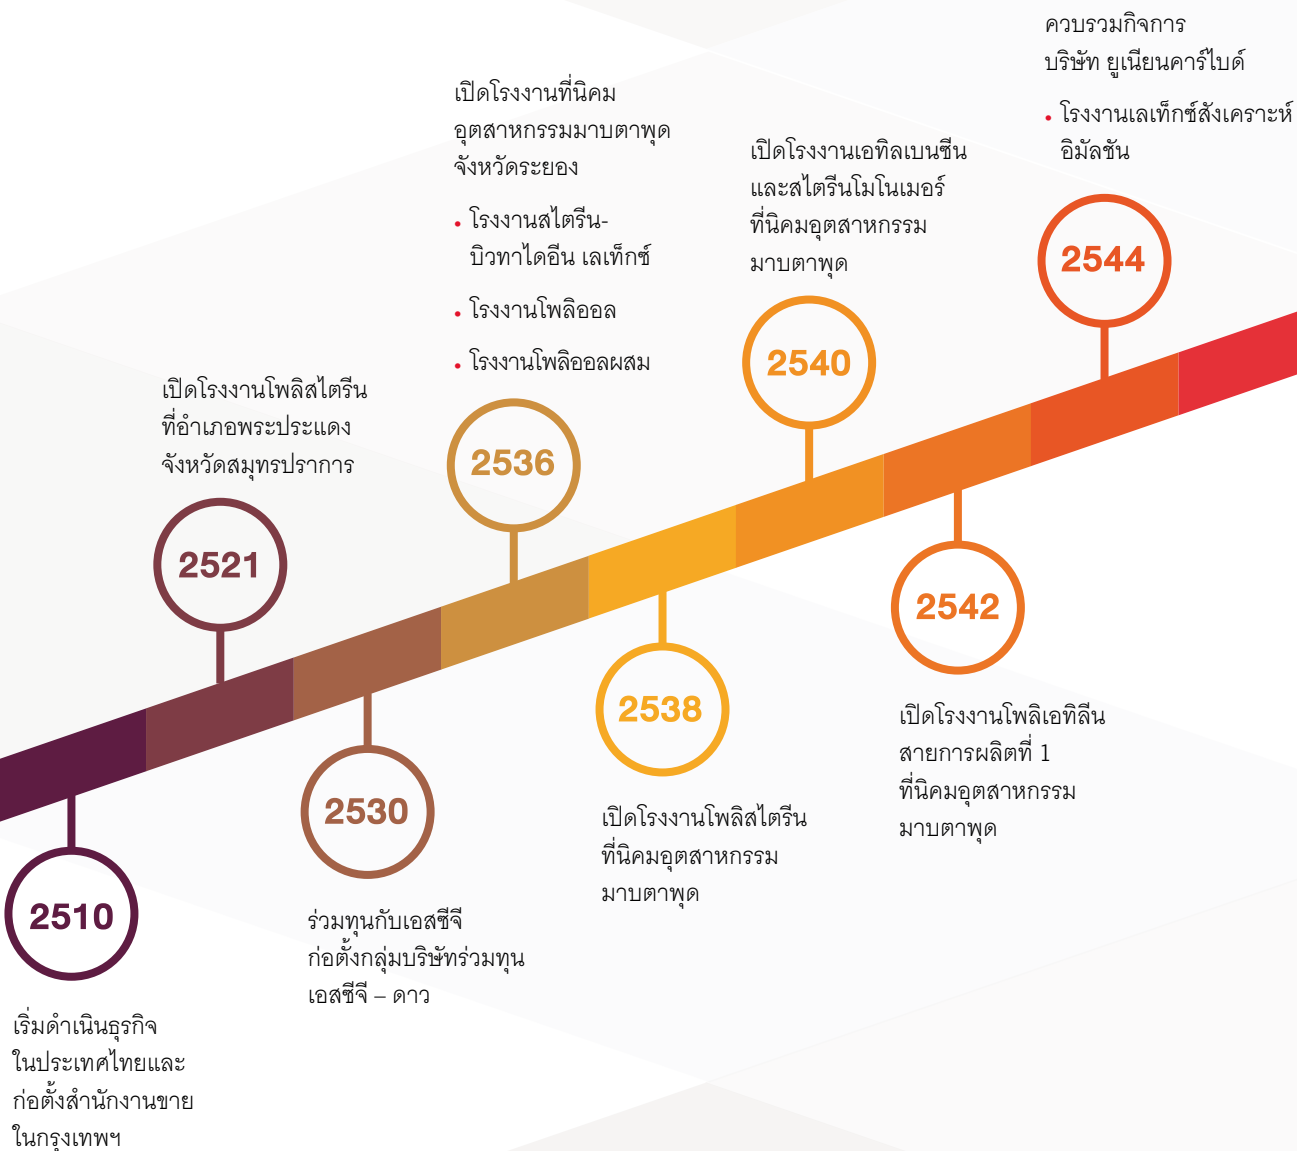 2510
เริ่มดำเนินธุรกิจ
ในประเทศไทยและ
ก่อตั้งสำนักงานขาย
ในกรุงเทพฯ
เปิดโรงงานโพลิสไตรีน
ที่อำเภอพระประแดง
จังหวัดสมุทรปราการ
2521
2530
ร่วมทุนกับเอสซีจี
ก่อตั้งกลุ่มบริษัทร่วมทุน
เอสซีจี – ดาว
เปิดโรงงานที่นิคม
อุตสาหกรรมมาบตาพุด
จังหวัดระยอง
• โรงงานสไตรีน-
บิวทาไดอีน เลเท็กซ์
• โรงงานโพลิออล
• โรงงานโพลิออลผสม
2536
2538
เปิดโรงงานโพลิสไตรีน
ที่นิคมอุตสาหกรรม
มาบตาพุด
เปิดโรงงานเอทิลเบนซีน
และสไตรีนโมโนเมอร์
ที่นิคมอุตสาหกรรม
มาบตาพุด
2540
2542
เปิดโรงงานโพลิเอทิลีน
สายการผลิตที่ 1
ที่นิคมอุตสาหกรรม
มาบตาพุด
ควบรวมกิจการ
บริษัท ยูเนียนคาร์ไบด์
• โรงงานเลเท็กซ์สังเคราะห์
อิมัลชัน
2544